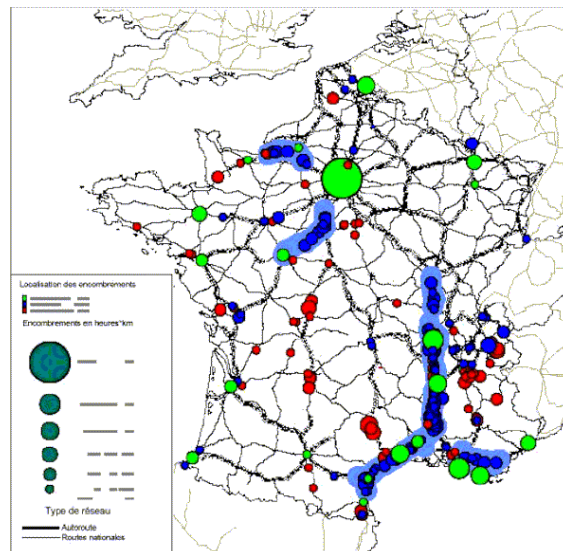 Localisation des encombrements
Encombrements en heures*km
Type de réseau
Autoroute
Routes nationales